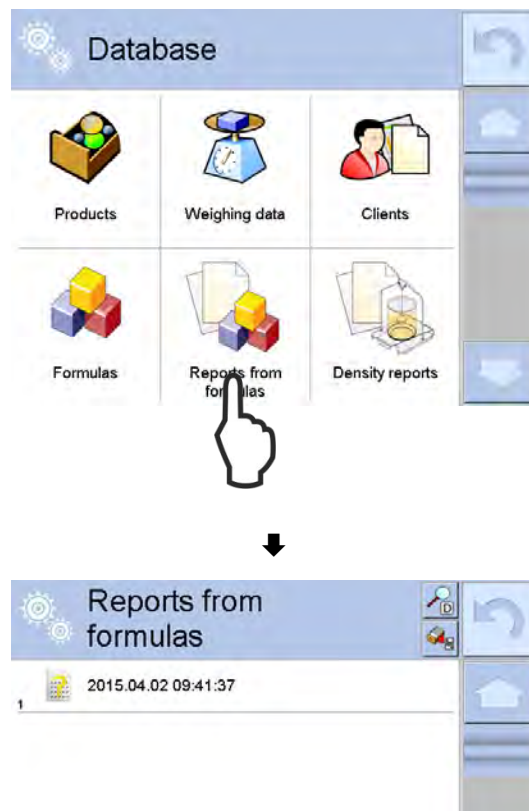 Database
Products
Weighing data
Clients
Formulas
Reports from
formulas
Density reports
Reports from
formulas
D
1
2015.04.02 09:41:37